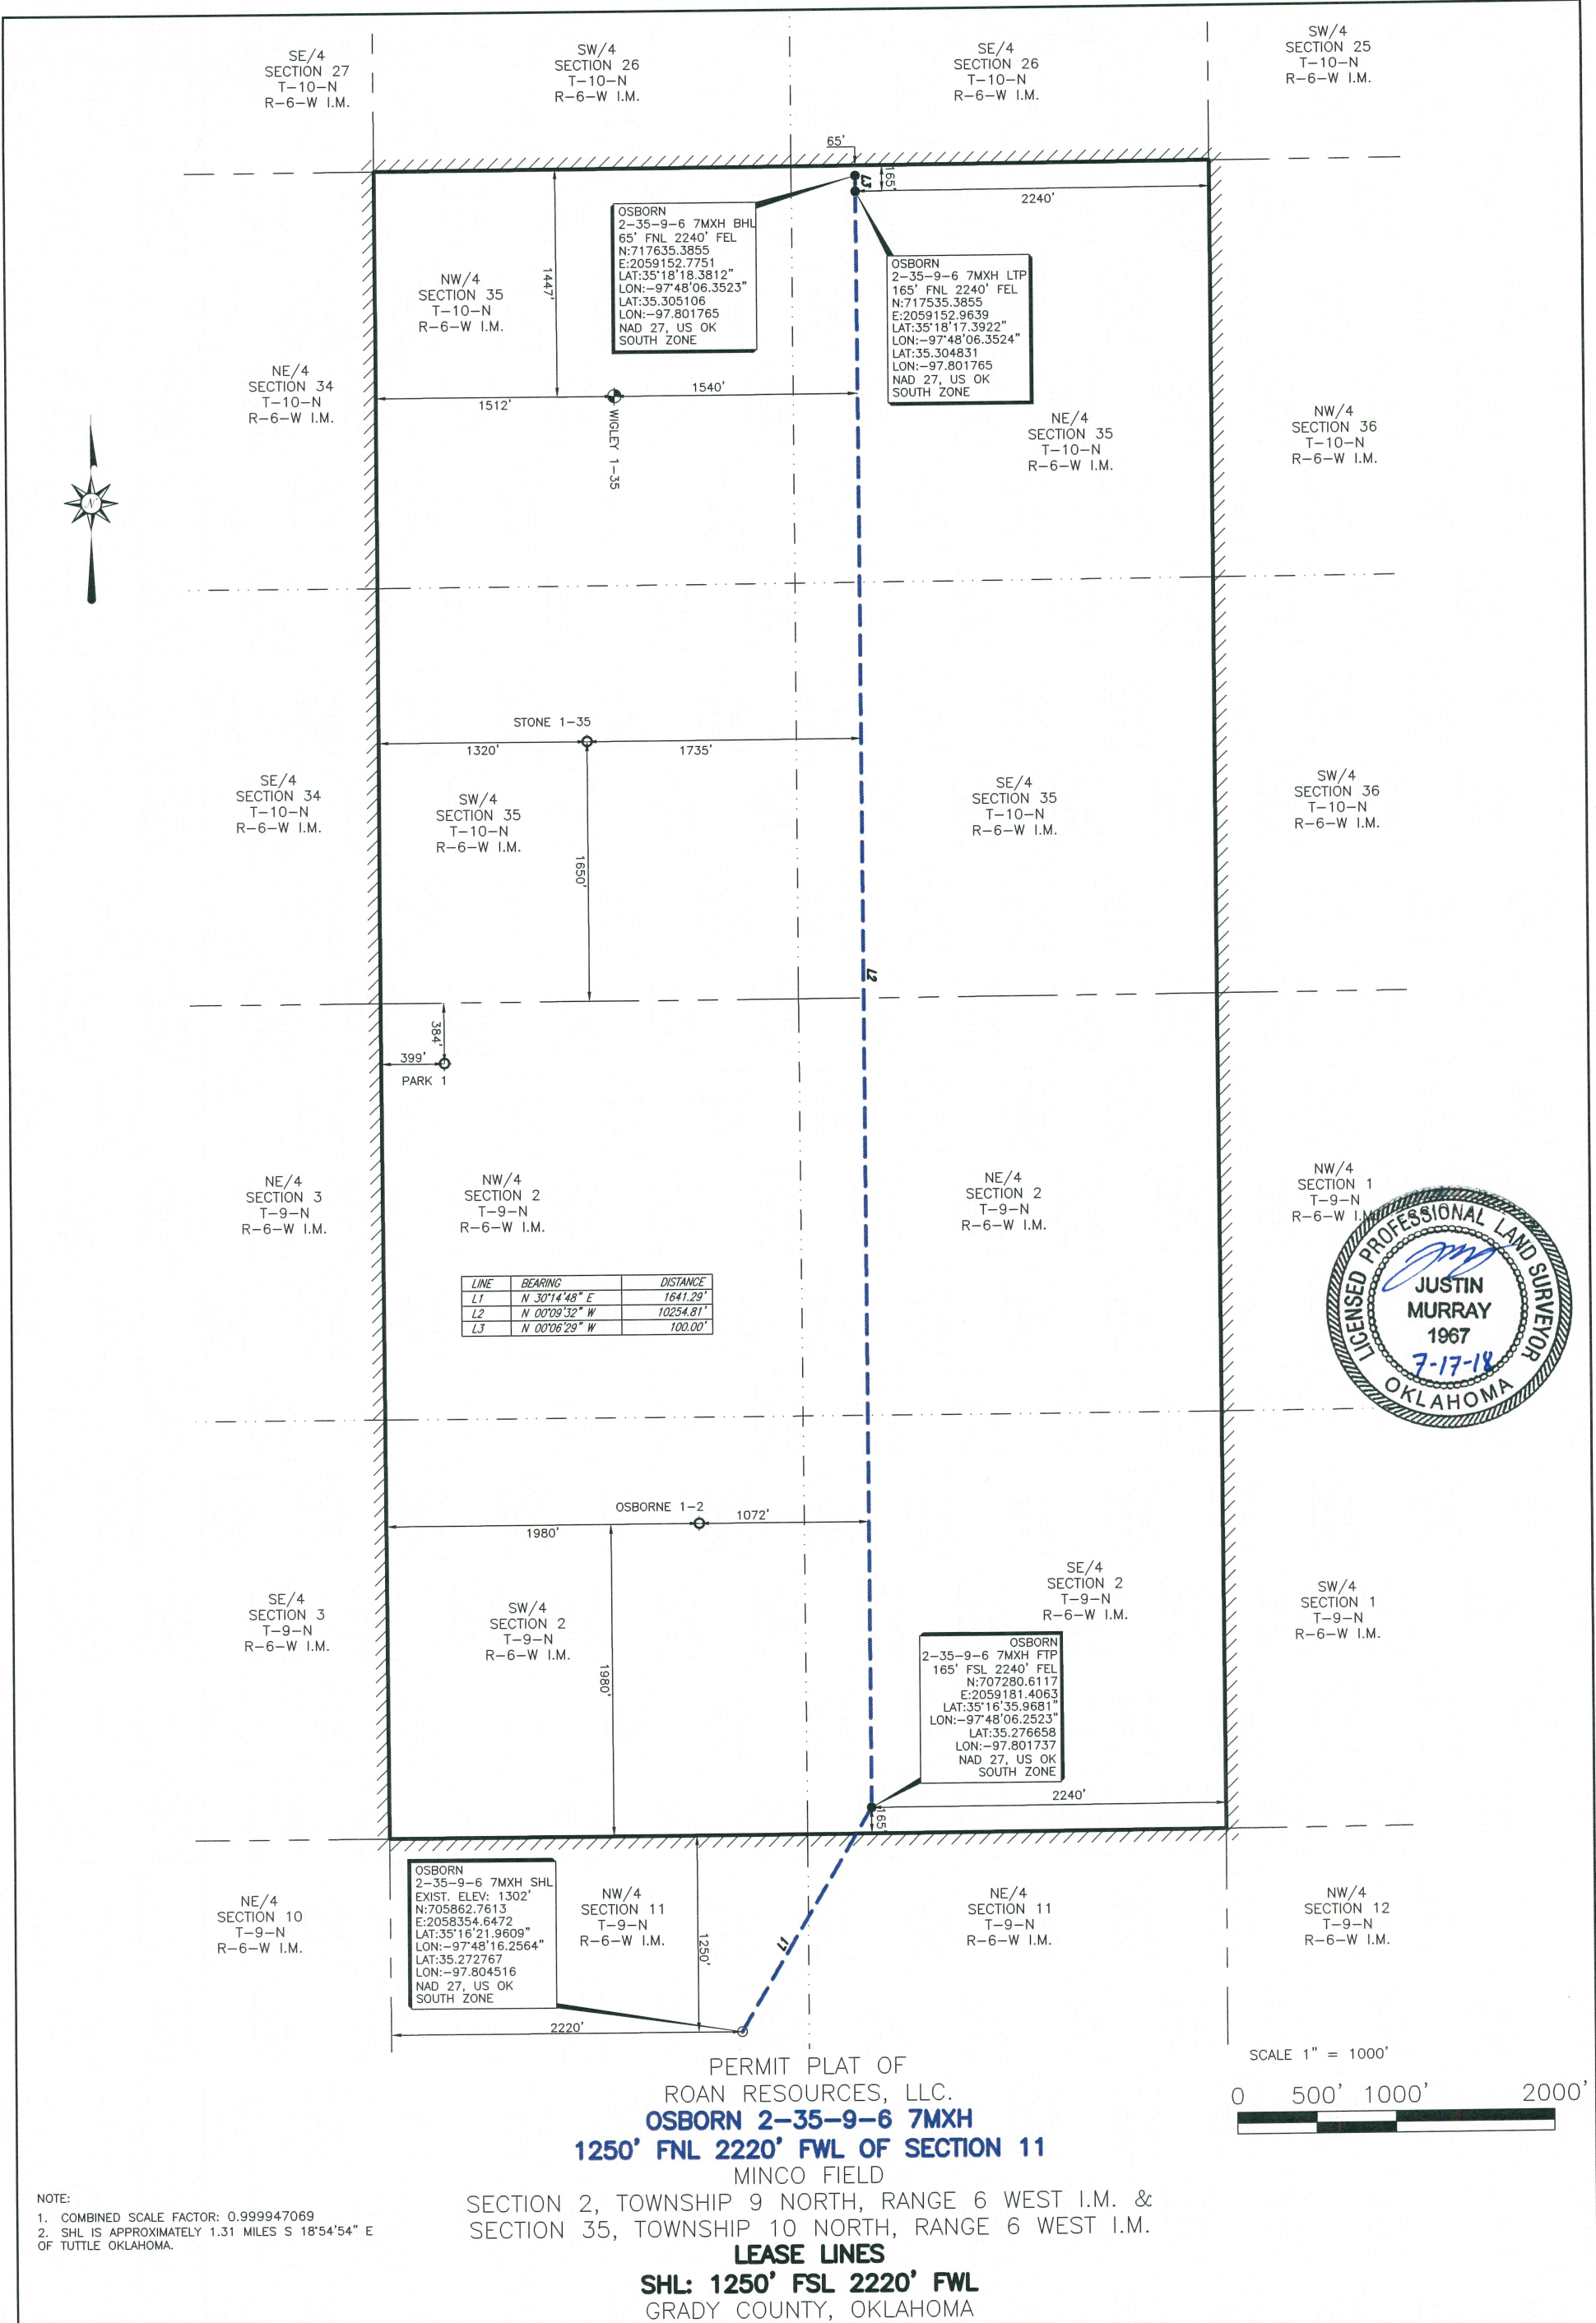 SE/4
SECTION 27
T-10-N
R-6-W I.M.
SW/4
SECTION 26
T-10-N
R-6-W I.M.
SE/4
SECTION 26
T-10-N
R-6-W I.M.
SW/4
SECTION 25
T-10-N
R-6-W I.M.
65'
L3
165'
2240'
OSBORN
2-35-9-6 7MXH BHL
65' FNL 2240' FEL
N:717635.3855
E:2059152.7751
LAT:35°18'18.3812"
LON:-97°48'06.3523"
LAT:35.305106
LON:-97.801765
NAD 27, US OK
SOUTH ZONE
OSBORN
2-35-9-6 7MXH LTP
165' FNL 2240' FEL
N:717535.3855
E:2059152.9639
LAT:35°18'17.3922"
LON:-97°48'06.3524"
LAT:35.304831
LON:-97.801765
NAD 27, US OK
SOUTH ZONE
NW/4
SECTION 35
T-10-N
R-6-W I.M.
1447'
NE/4
SECTION 34
T-10-N
R-6-W I.M.
1512'
1540'
WIGLEY 1-35
NE/4
SECTION 35
T-10-N
R-6-W I.M.
NW/4
SECTION 36
T-10-N
R-6-W I.M.
N
STONE 1-35
1320'
1735'
SE/4
SECTION 34
T-10-N
R-6-W I.M.
SW/4
SECTION 35
T-10-N
R-6-W I.M.
1650'
SE/4
SECTION 35
T-10-N
R-6-W I.M.
SW/4
SECTION 36
T-10-N
R-6-W I.M.
L2
384'
399'
PARK 1
NE/4
SECTION 3
T-9-N
R-6-W I.M.
NW/4
SECTION 2
T-9-N
R-6-W I.M.
NE/4
SECTION 2
T-9-N
R-6-W I.M.
NW/4
SECTION 1
T-9-N
R-6-W I.M.
LINE BEARING DISTANCE
L1 N 30°14'48" E 1641.29'
L2 N 00°09'32" W 10254.81'
L3 N 00°06'29" W 100.00'
LICENSED PROFESSIONAL LAND SURVEYOR
JUSTIN
MURRAY
1967
7-17-18
OKLAHOMA
OSBORNE 1-2
1980'
1072'
SE/4
SECTION 3
T-9-N
R-6-W I.M.
SW/4
SECTION 2
T-9-N
R-6-W I.M.
1980'
SE/4
SECTION 2
T-9-N
R-6-W I.M.
SW/4
SECTION 1
T-9-N
R-6-W I.M.
OSBORN
2-35-9-6 7MXH FTP
165' FSL 2240' FEL
N:707280.6117
E:2059181.4063
LAT:35°16'35.9681"
LON:-97°48'06.2523"
LAT:35.276658
LON:-97.801737
NAD 27, US OK
SOUTH ZONE
2240'
165'
OSBORN
2-35-9-6 7MXH SHL
EXIST. ELEV: 1302'
N:705862.7613
E:2058354.6472
LAT:35°16'21.9609"
LON:-97°48'16.2564"
LAT:35.272767
LON:-97.804516
NAD 27, US OK
SOUTH ZONE
NE/4
SECTION 10
T-9-N
R-6-W I.M.
NW/4
SECTION 11
T-9-N
R-6-W I.M.
1250'
L1
NE/4
SECTION 11
T-9-N
R-6-W I.M.
NW/4
SECTION 12
T-9-N
R-6-W I.M.
2220'
SCALE 1" = 1000'
0 500' 1000' 2000'
PERMIT PLAT OF
ROAN RESOURCES, LLC.
OSBORN 2-35-9-6 7MXH
1250' FNL 2220' FWL OF SECTION 11
MINCO FIELD
SECTION 2, TOWNSHIP 9 NORTH, RANGE 6 WEST I.M. &
SECTION 35, TOWNSHIP 10 NORTH, RANGE 6 WEST I.M.
LEASE LINES
SHL: 1250' FSL 2220' FWL
GRADY COUNTY, OKLAHOMA
NOTE:
1. COMBINED SCALE FACTOR: 0.999947069
2. SHL IS APPROXIMATELY 1.31 MILES S 18°54'54" E
OF TUTTLE OKLAHOMA.